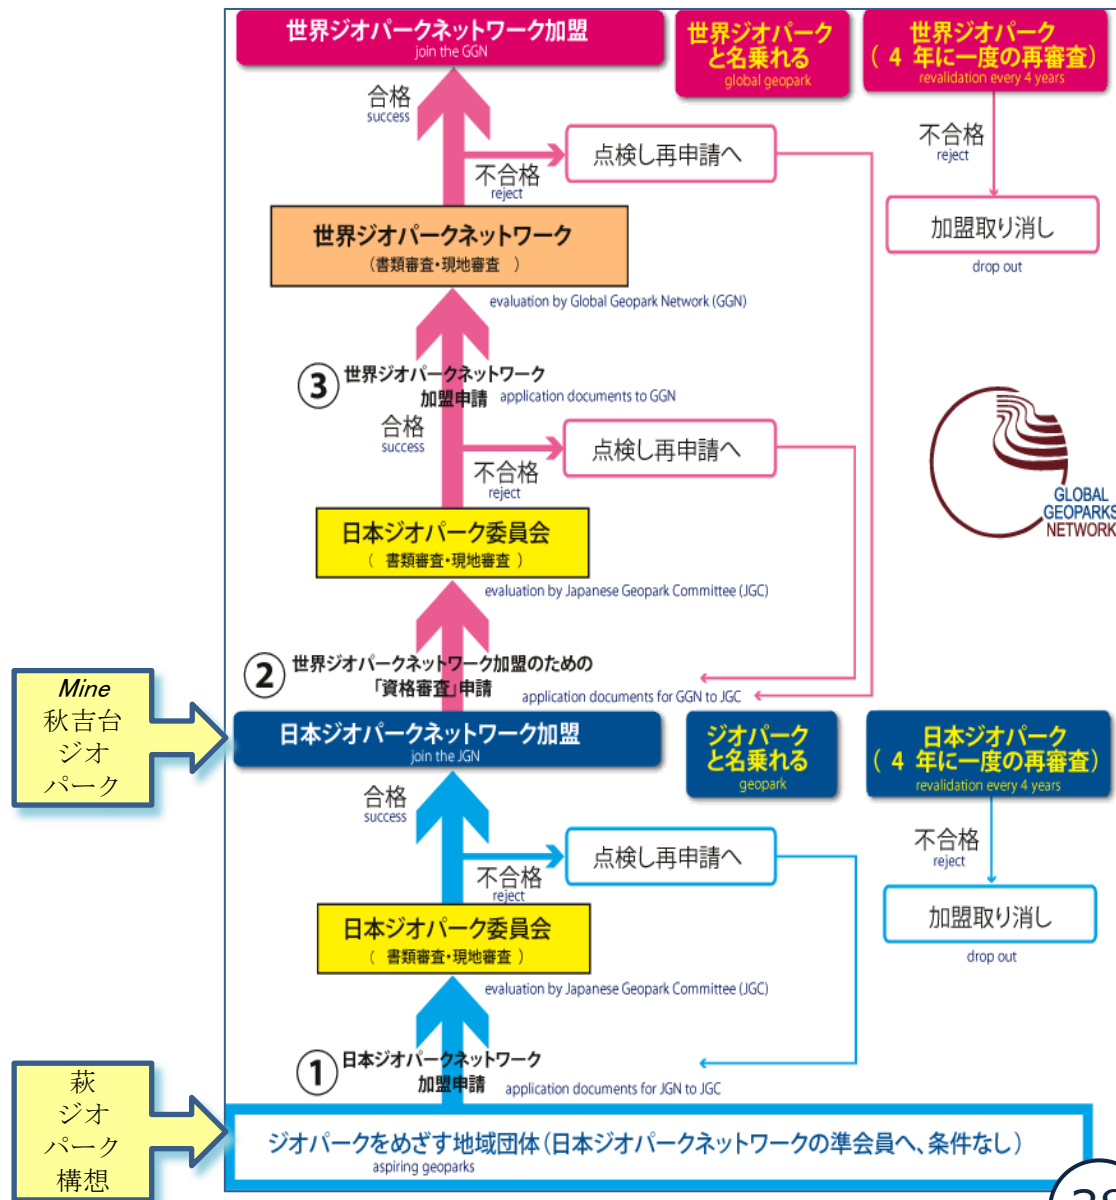 世界ジオパークネットワーク加盟
join the GGN
世界ジオパーク
と名乗れる
global geopark
世界ジオパーク
( 4 年に一度の再審査)
revalidation every 4 years
合格
success
不合格
reject
点検し再申請へ
不合格
reject
加盟取り消し
drop out
世界ジオパークネットワーク
(書類審査・現地審査 )
evaluation by Global Geopark Network (GGN)
③ 世界ジオパークネットワーク
加盟申請 application documents to GGN
合格
success
不合格
reject
点検し再申請へ
GLOBAL
GEOPARKS
NETWORK
日本ジオパーク委員会
( 書類審査・現地審査 )
evaluation by Japanese Geopark Committee (JGC)
② 世界ジオパークネットワーク加盟のための
「資格審査」申請
application documents for GGN to JGC
Mine
秋吉台
ジオ
パーク
日本ジオパークネットワーク加盟
join the JGN
ジオパーク
と名乗れる
geopark
日本ジオパーク
( 4 年に一度の再審査)
revalidation every 4 years
合格
success
不合格
reject
点検し再申請へ
不合格
reject
加盟取り消し
drop out
日本ジオパーク委員会
( 書類審査・現地審査 )
evaluation by Japanese Geopark Committee (JGC)
① 日本ジオパークネットワーク
加盟申請 application documents for JGN to JGC
萩
ジオ
パーク
構想
ジオパークをめざす地域団体(日本ジオパークネットワークの準会員へ、条件なし)
aspiring geoparks